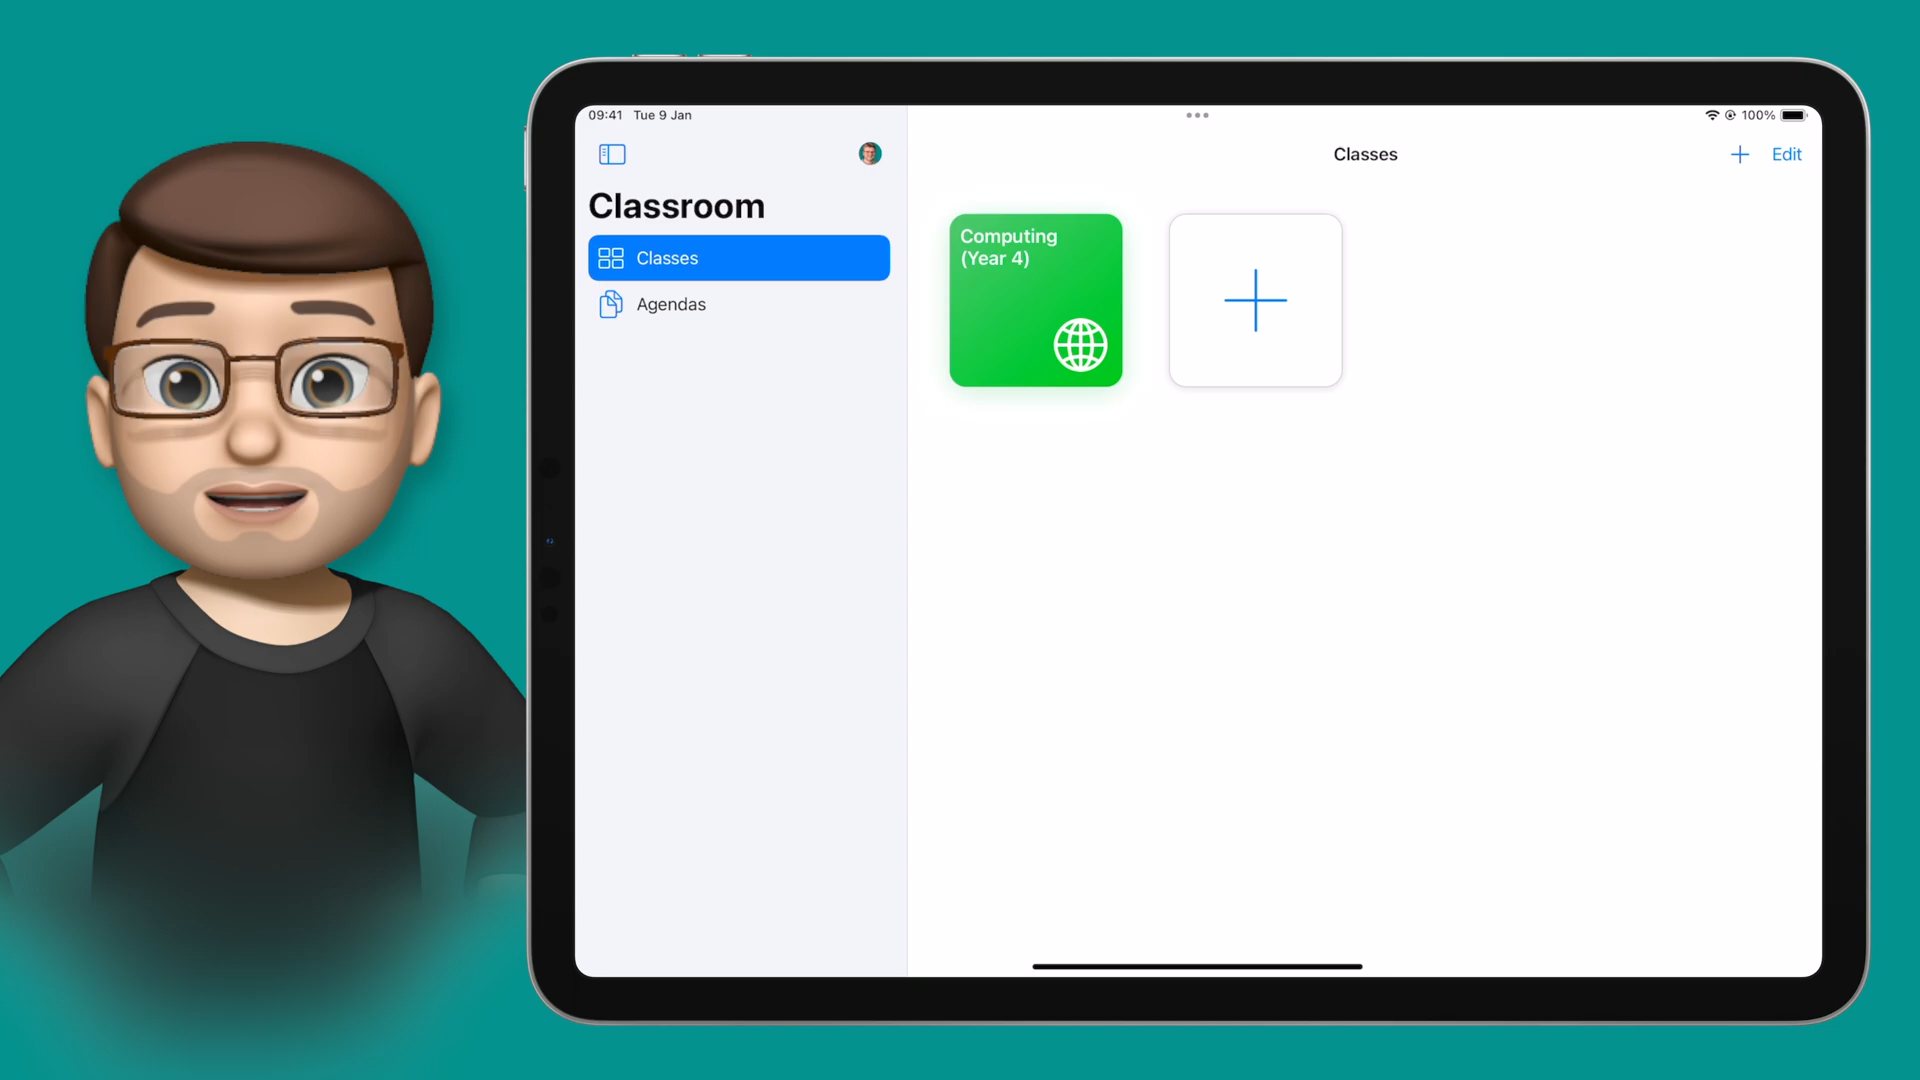 09:41 Tue 9 Jan
100%
Classes
Edit
Classroom
Classes
Agendas
Computing
(Year 4)